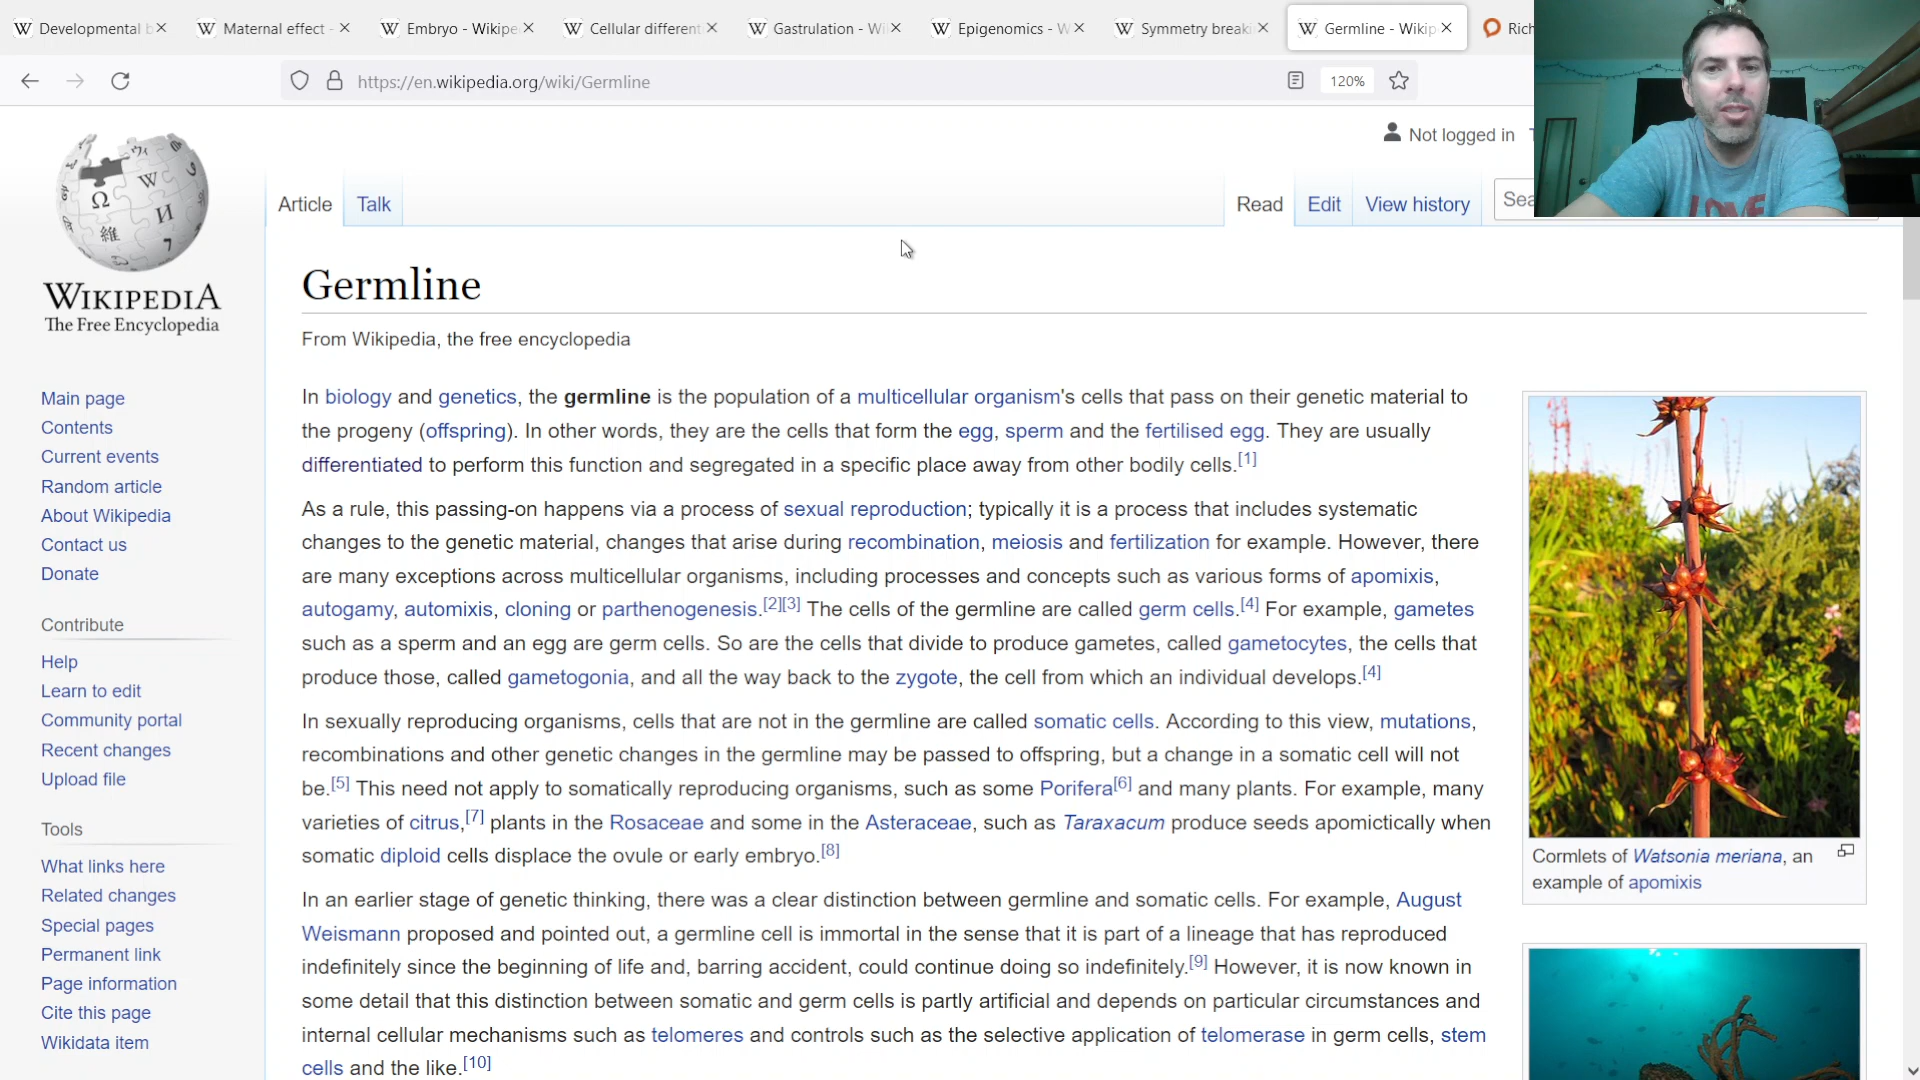 Developmental b
Maternal effect -
Embryo - Wikipe
Cellular different
Gastrulation - Wi
Epigenomics - W
Symmetry breaki
Germline - Wikip
Rich
https://en.wikipedia.org/wiki/Germline
120%
Not logged in
Article
Talk
Read
Edit
View history
Sea
LOVE
WIKIPEDIA
The Free Encyclopedia
Main page
Contents
Current events
Random article
About Wikipedia
Contact us
Donate
Contribute
Help
Learn to edit
Community portal
Recent changes
Upload file
Tools
What links here
Related changes
Special pages
Permanent link
Page information
Cite this page
Wikidata item
Germline
From Wikipedia, the free encyclopedia
In biology and genetics, the germline is the population of a multicellular organism's cells that pass on their genetic material to
the progeny (offspring). In other words, they are the cells that form the egg, sperm and the fertilised egg. They are usually
differentiated to perform this function and segregated in a specific place away from other bodily cells.[1]
As a rule, this passing-on happens via a process of sexual reproduction; typically it is a process that includes systematic
changes to the genetic material, changes that arise during recombination, meiosis and fertilization for example. However, there
are many exceptions across multicellular organisms, including processes and concepts such as various forms of apomixis,
autogamy, automixis, cloning or parthenogenesis.[2][3] The cells of the germline are called germ cells.[4] For example, gametes
such as a sperm and an egg are germ cells. So are the cells that divide to produce gametes, called gametocytes, the cells that
produce those, called gametogonia, and all the way back to the zygote, the cell from which an individual develops.[4]
In sexually reproducing organisms, cells that are not in the germline are called somatic cells. According to this view, mutations,
recombinations and other genetic changes in the germline may be passed to offspring, but a change in a somatic cell will not
be.[5] This need not apply to somatically reproducing organisms, such as some Porifera[6] and many plants. For example, many
varieties of citrus,[7] plants in the Rosaceae and some in the Asteraceae, such as Taraxacum produce seeds apomictically when
somatic diploid cells displace the ovule or early embryo.[8]
In an earlier stage of genetic thinking, there was a clear distinction between germline and somatic cells. For example, August
Weismann proposed and pointed out, a germline cell is immortal in the sense that it is part of a lineage that has reproduced
indefinitely since the beginning of life and, barring accident, could continue doing so indefinitely.[9] However, it is now known in
some detail that this distinction between somatic and germ cells is partly artificial and depends on particular circumstances and
internal cellular mechanisms such as telomeres and controls such as the selective application of telomerase in germ cells, stem
cells and the like.[10]
Cormlets of Watsonia meriana, an
example of apomixis